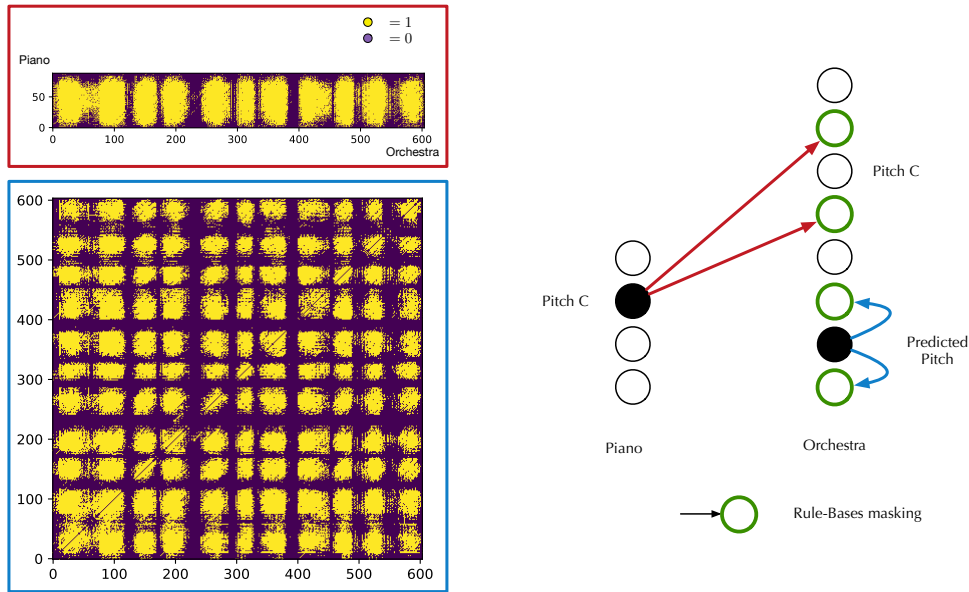 = 1
= 0
Piano
50
0
0 100 200 300 400 500 600
Orchestra
600
500
400
300
200
100
0
0 100 200 300 400 500 600
Pitch C
Pitch C
Predicted
Pitch
Piano
Orchestra
Rule-Bases masking